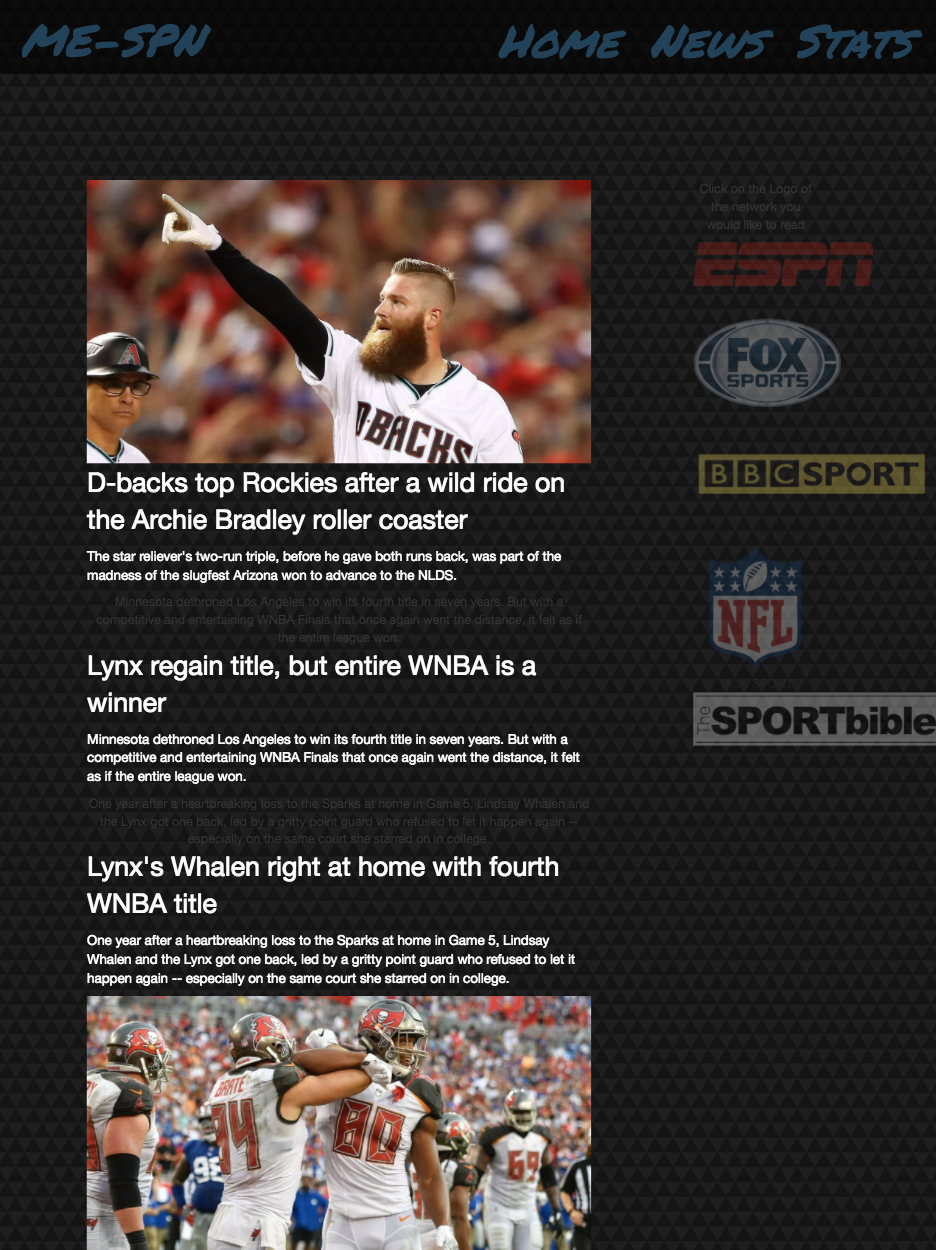 ME-SPN
Home News Stats
Click on the Logo of
the network you
would like to read
ESPN
FOX
SPORTS
BBC SPORT
NFL
The SPORTbible
D-BACKS
D-backs top Rockies after a wild ride on
the Archie Bradley roller coaster
The star reliever's two-run triple, before he gave both runs back, was part of the
madness of the slugfest Arizona won to advance to the NLDS.
Minnesota dethroned Los Angeles to win its fourth title in seven years. But with a
competitive and entertaining WNBA Finals that once again went the distance, it felt as if
the entire league won.
Lynx regain title, but entire WNBA is a
winner
Minnesota dethroned Los Angeles to win its fourth title in seven years. But with a
competitive and entertaining WNBA Finals that once again went the distance, it felt
as if the entire league won.
One year after a heartbreaking loss to the Sparks at home in Game 5, Lindsay Whalen and
the Lynx got one back, led by a gritty point guard who refused to let it happen again --
especially on the same court she starred on in college.
Lynx's Whalen right at home with fourth
WNBA title
One year after a heartbreaking loss to the Sparks at home in Game 5, Lindsay
Whalen and the Lynx got one back, led by a gritty point guard who refused to let it
happen again -- especially on the same court she starred on in college.
BRATE
84
80
69
98